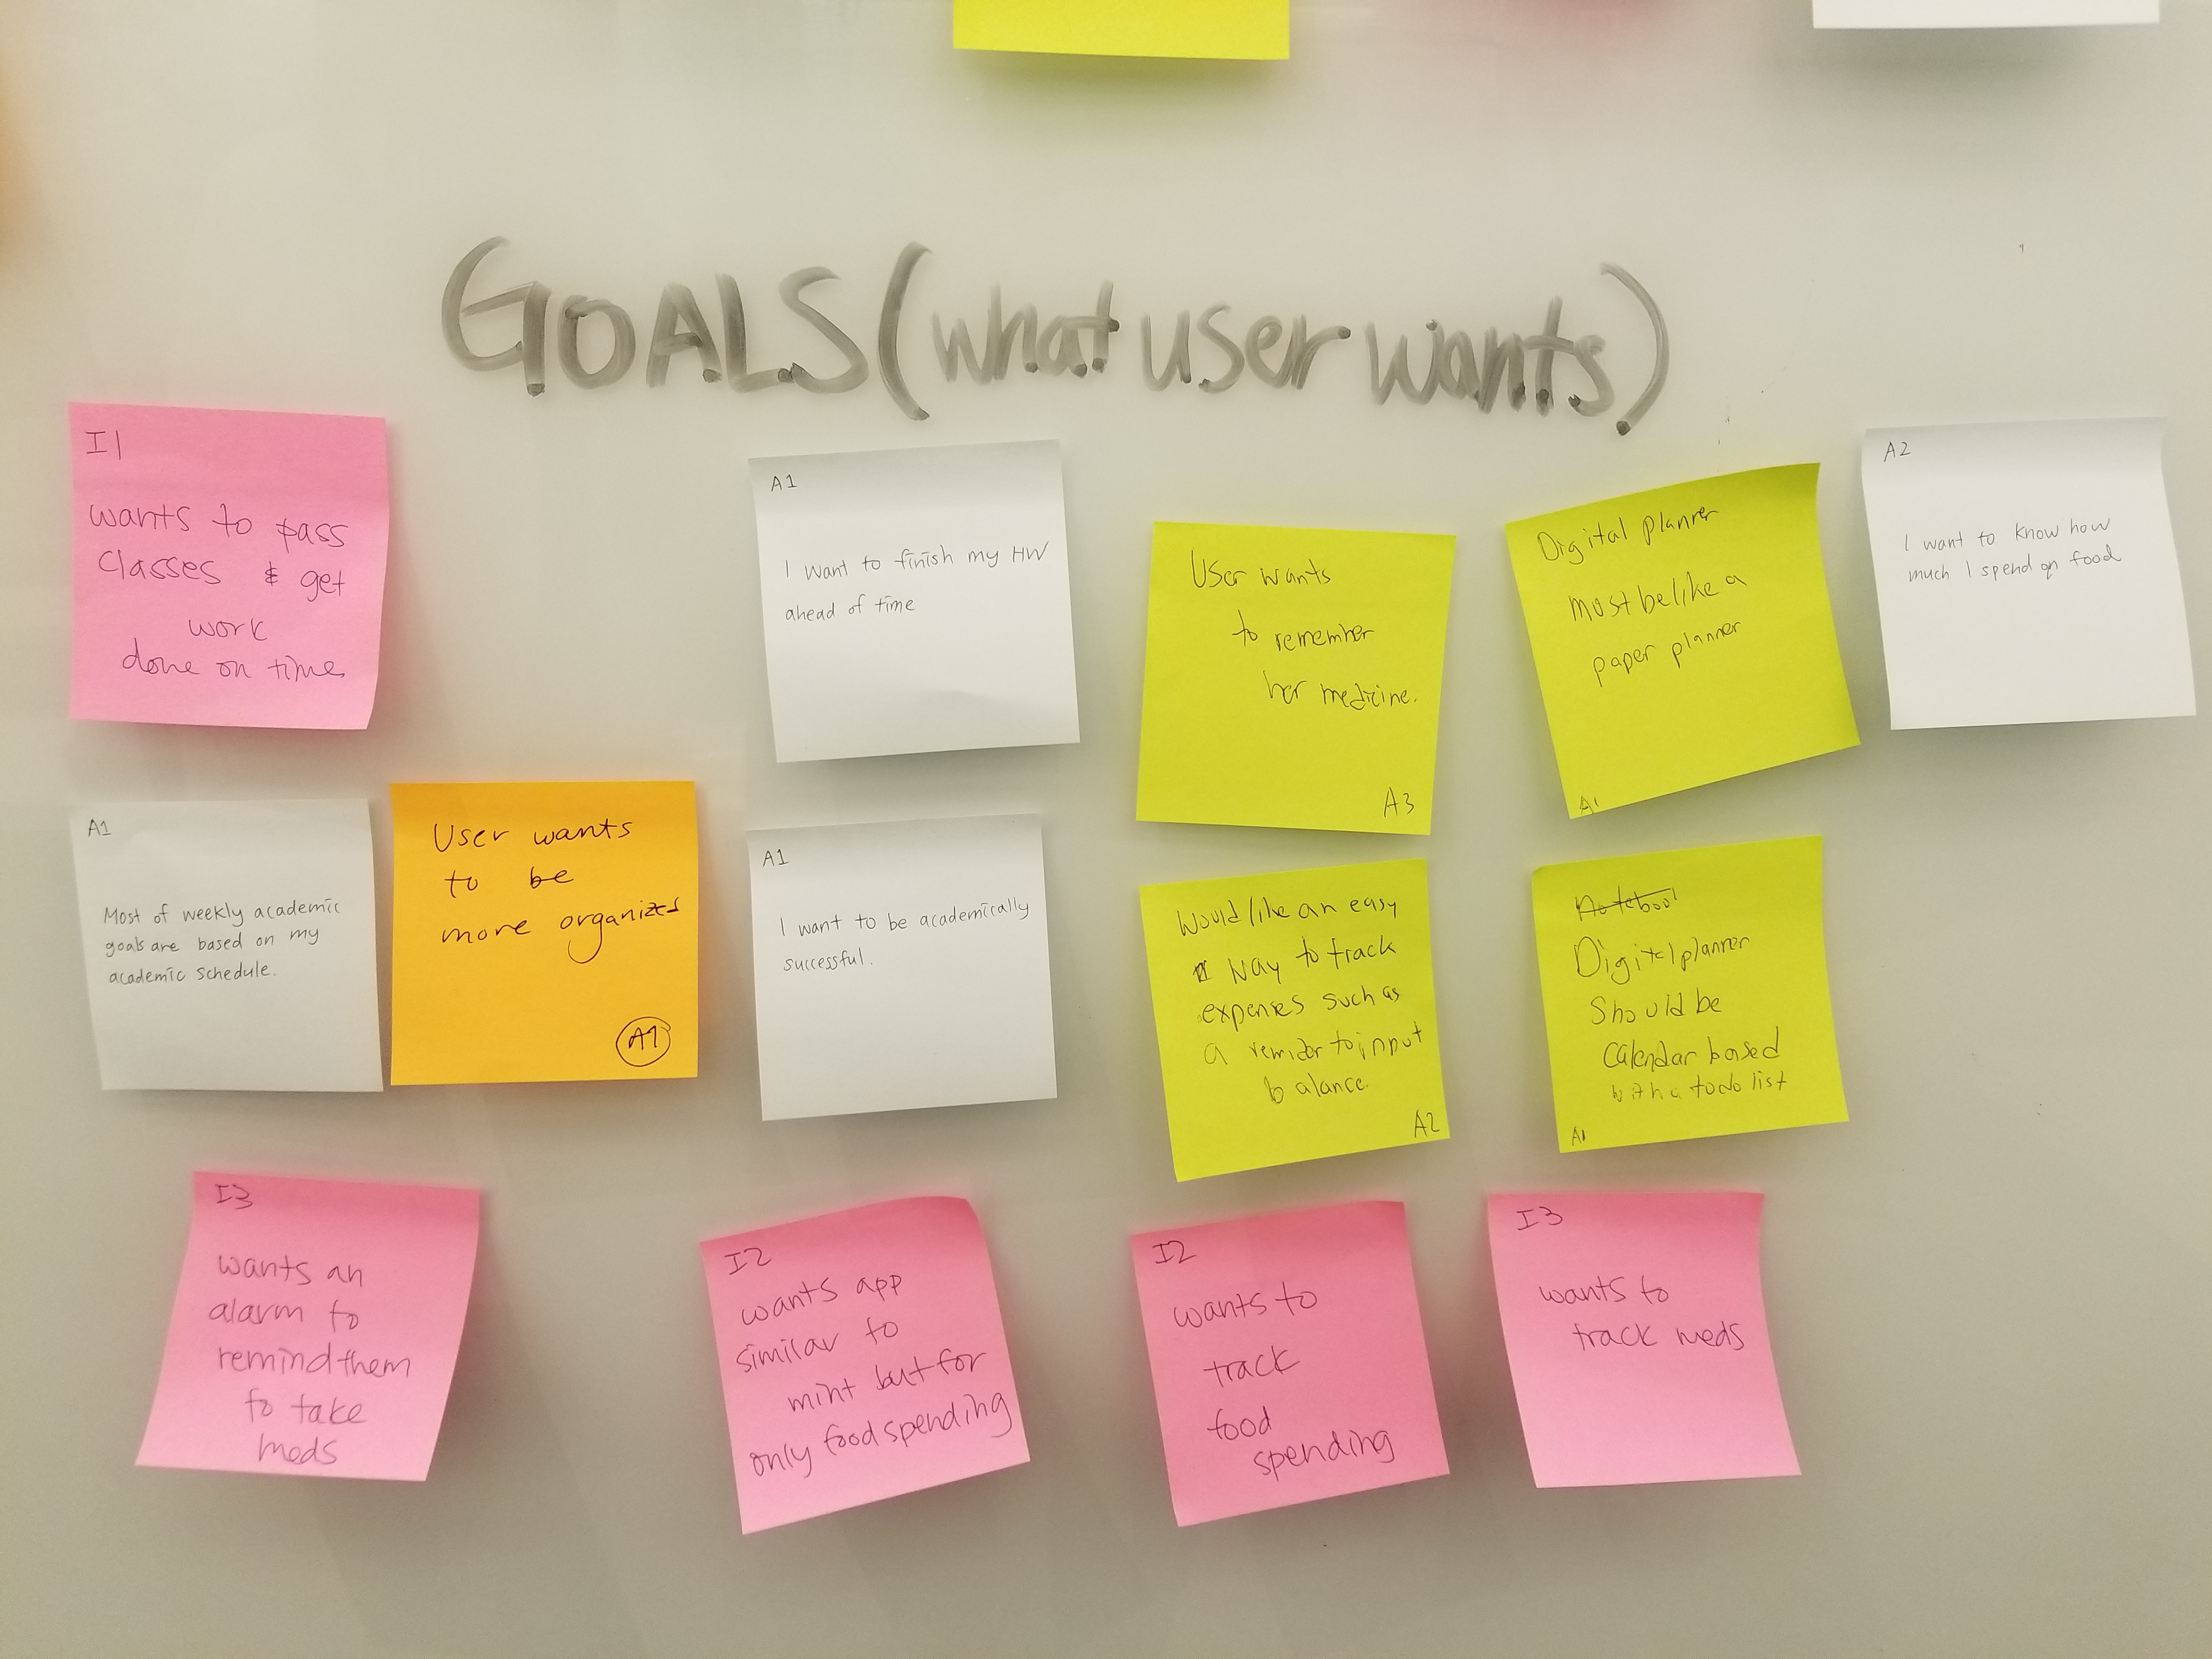 GOALS (what user wants)
I1
wants to pass
classes & get
work
done on time
A1
I want to finish my HW
ahead of time
User wants
to remember
her medicine.
A3
Digital planner
must be like a
paper planner
A1
A2
I want to know how
much I spend on food
A1
Most of weekly academic
goals are based on my
academic schedule.
User wants
to be
more organized
A1
A1
I want to be academically
successful.
Would like an easy
way to track
expenses such as
a reminder to input
balance.
A2
Digital planner
Should be
Calendar based
with a todo list
A1
I3
wants an
alarm to
remind them
to take
meds
I2
wants app
similar to
mint but for
only food spending
I2
wants to
track
food
spending
I3
wants to
track meds